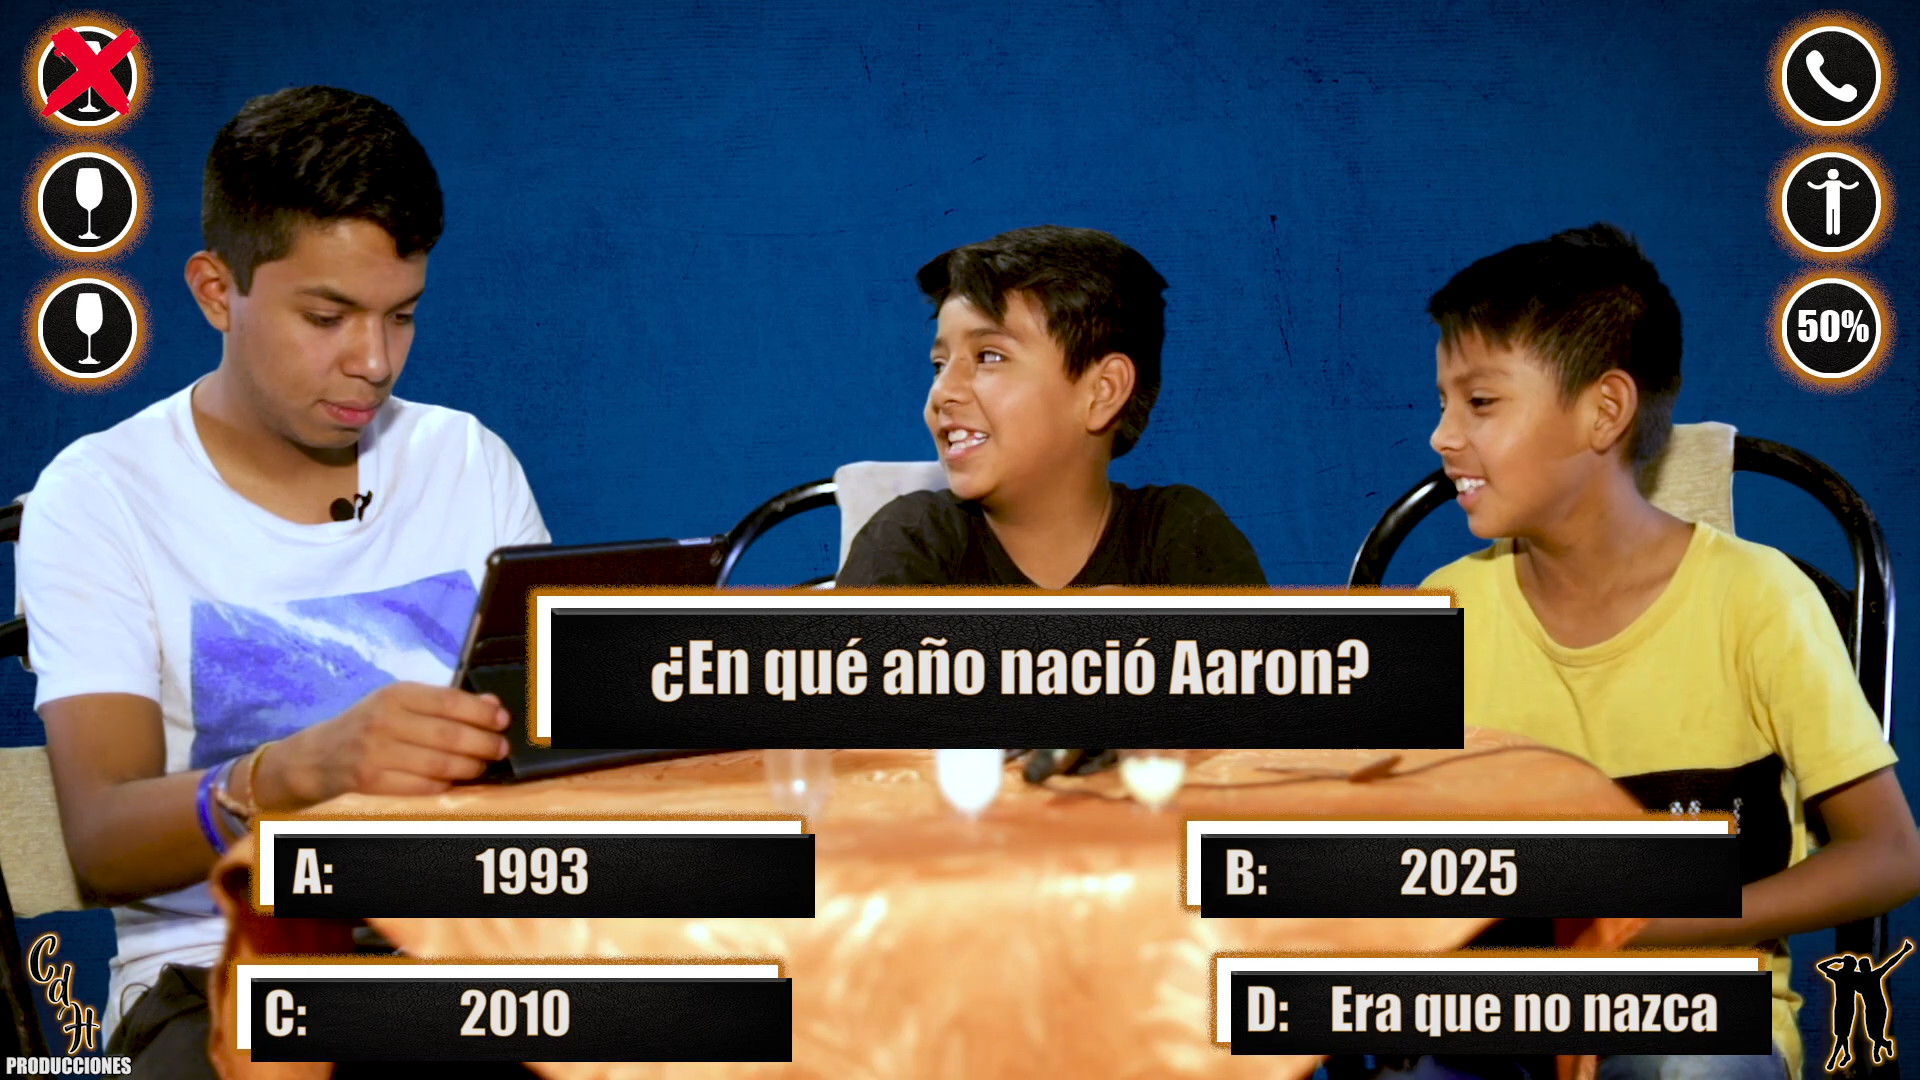 50%
¿En qué año nació Aaron?
A: 1993
B: 2025
C: 2010
D: Era que no nazca
CdH
PRODUCCIONES